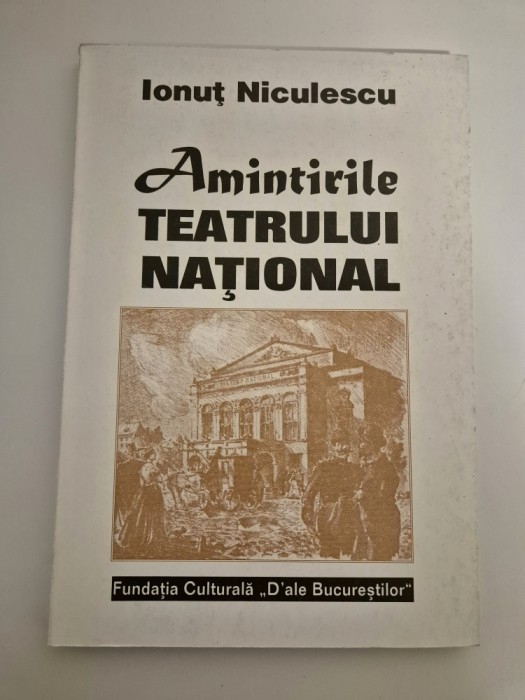 Ionuţ Niculescu
Amintirile
TEATRULUI
NAŢIONAL
Fundaţia Culturală „D'ale Bucureştilor“